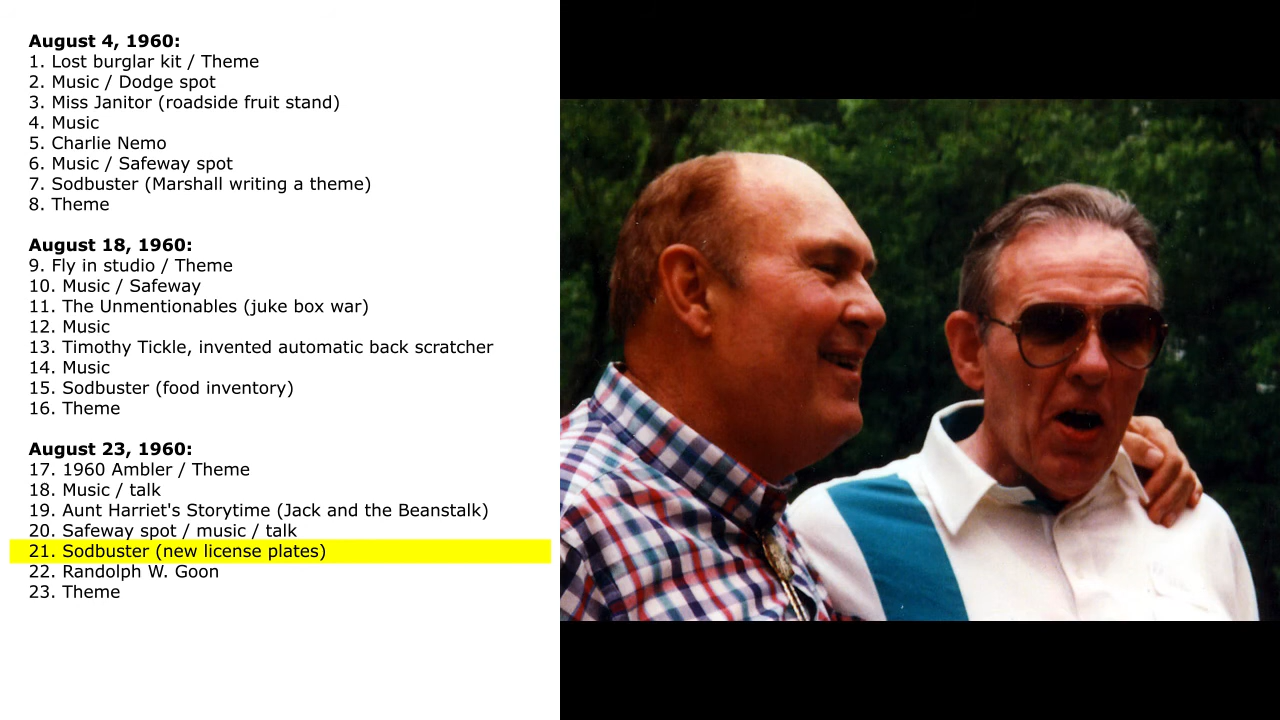 August 4, 1960:
1. Lost burglar kit / Theme
2. Music / Dodge spot
3. Miss Janitor (roadside fruit stand)
4. Music
5. Charlie Nemo
6. Music / Safeway spot
7. Sodbuster (Marshall writing a theme)
8. Theme
August 18, 1960:
9. Fly in studio / Theme
10. Music / Safeway
11. The Unmentionables (juke box war)
12. Music
13. Timothy Tickle, invented automatic back scratcher
14. Music
15. Sodbuster (food inventory)
16. Theme
August 23, 1960:
17. 1960 Ambler / Theme
18. Music / talk
19. Aunt Harriet's Storytime (Jack and the Beanstalk)
20. Safeway spot / music / talk
21. Sodbuster (new license plates)
22. Randolph W. Goon
23. Theme